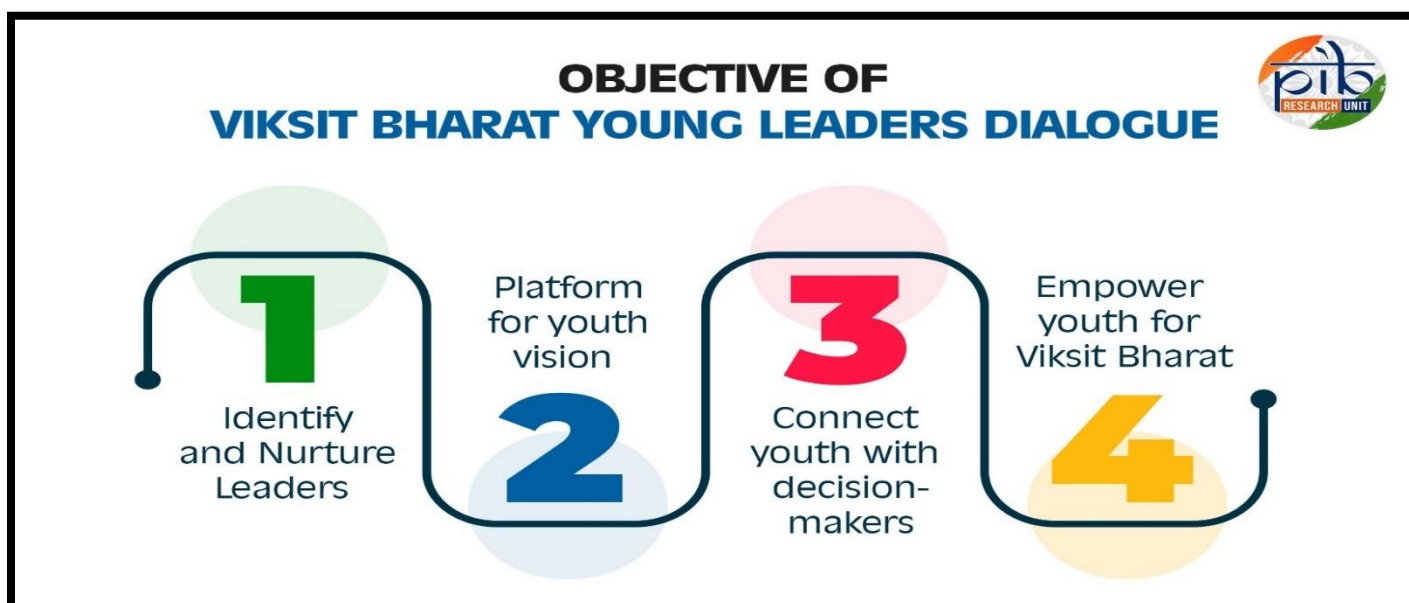 OBJECTIVE OF
VIKSIT BHARAT YOUNG LEADERS DIALOGUE
pib
RESEARCH UNIT
1
Identify
and Nurture
Leaders
Platform
for youth
vision
2
3
Connect
youth with
decision-
makers
Empower
youth for
Viksit Bharat
4